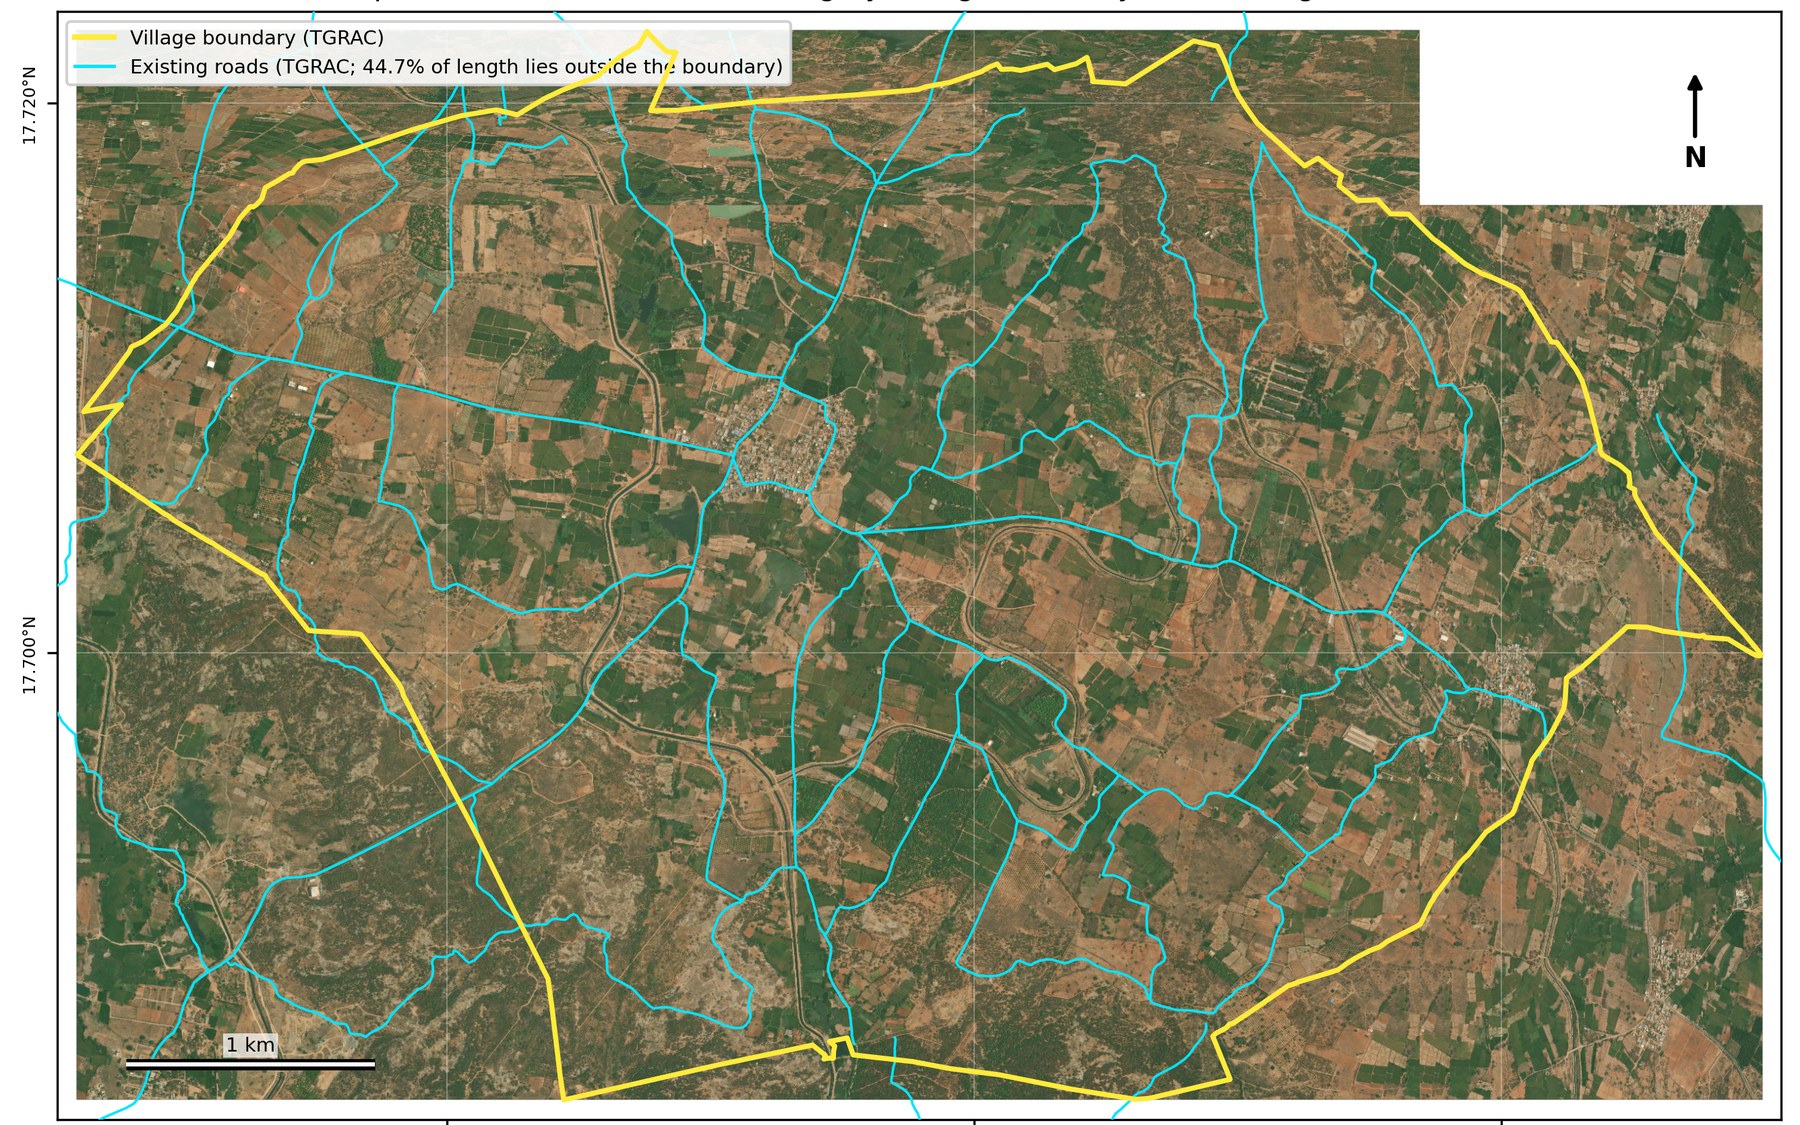 Village boundary (TGRAC)
Existing roads (TGRAC; 44.7% of length lies outside the boundary)
17.720°N
N
17.700°N
1 km